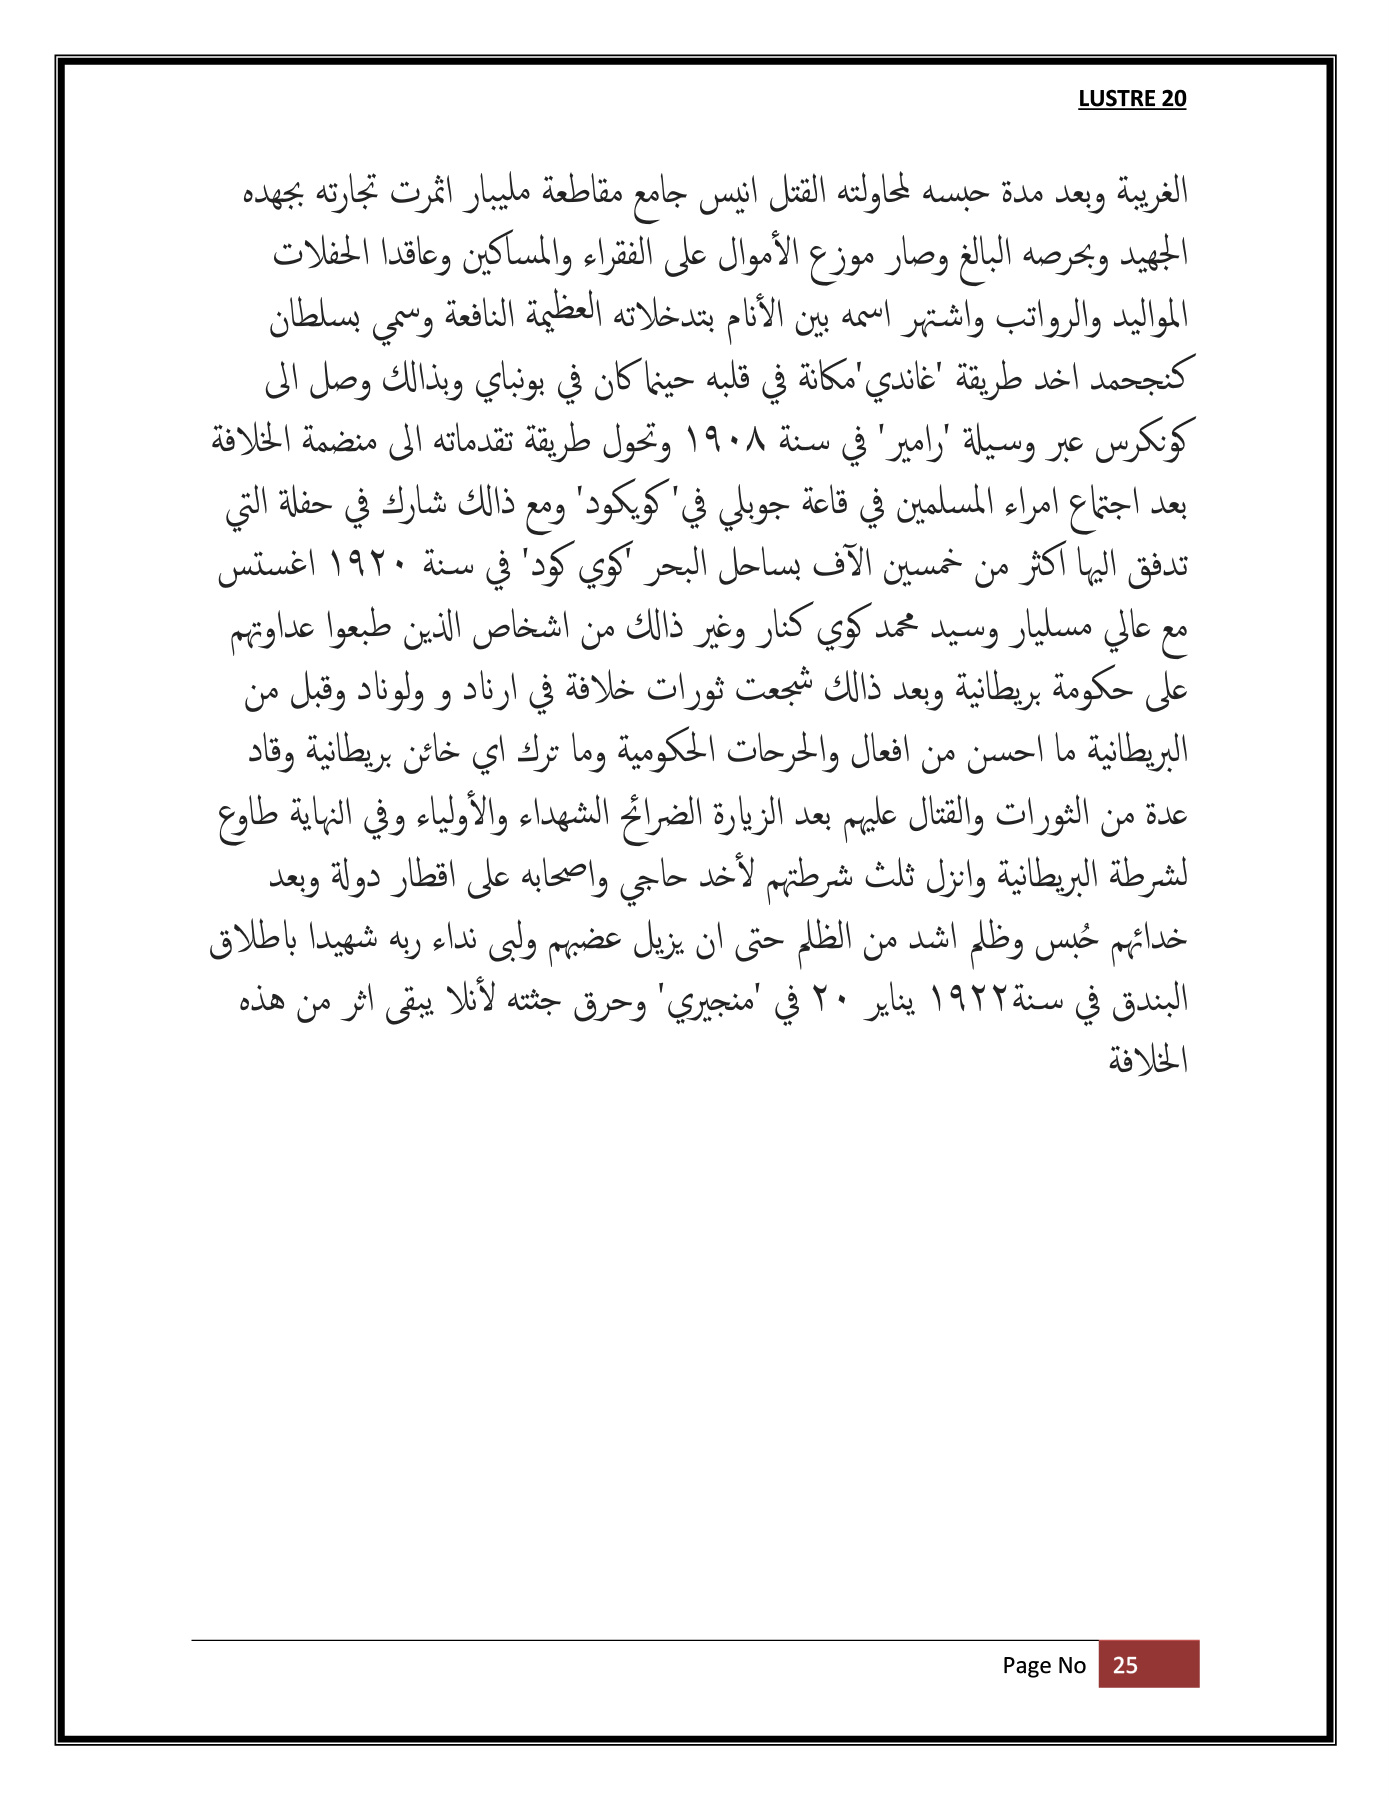 LUSTRE 20
الغريبة وبعد مدة حبسه لمحاولته القتل انيس جامع مقاطعة مليبار اثمرت تجارته بجهده
الجهيد وبحرصه البالغ وصار موزع الأموال على الفقراء والمساكين وعاقدا الحفلات
المواليد والرواتب واشتهر اسمه بين الأنام بتدخلاته العظيمة النافعة وسمي بسلطان
كنجحمد اخد طريقة 'غاندي'مكانة في قلبه حينما كان في بونباي وبذالك وصل الى
كونكرس عبر وسيلة 'رامير' في سنة ١٩٠٨ وتحول طريقة تقدماته الى منضمة الخلافة
بعد اجتماع امراء المسلمين في قاعة جوبلي في'كويكود' ومع ذالك شارك في حفلة التي
تدفق اليها اكثر من خمسين الآف بساحل البحر 'كوي كود' في سنة ١٩٢٠ اغستس
مع عالي مسليار وسيد محمد كوي كنار وغير ذالك من اشخاص الذين طبعوا عداوتهم
على حكومة بريطانية وبعد ذالك شجعت ثورات خلافة في ارناد و ولوناد وقبل من
البريطانية ما احسن من افعال والحرحات الحكومية وما ترك اي خائن بريطانية وقاد
عدة من الثورات والقتال عليهم بعد الزيارة الضرائح الشهداء والأولياء وفي النهاية طاوع
لشرطة البريطانية وانزل ثلث شرطتهم لأخد حاجي واصحابه على اقطار دولة وبعد
خدائهم حُبس وظلم اشد من الظلم حتى ان يزيل عضبهم ولبى نداء ربه شهيدا باطلاق
البندق في سنة١٩٢٢ يناير ٢٠ في 'منجيري' وحرق جثته لأنلا يبقى اثر من هذه
الخلافة
Page No 25